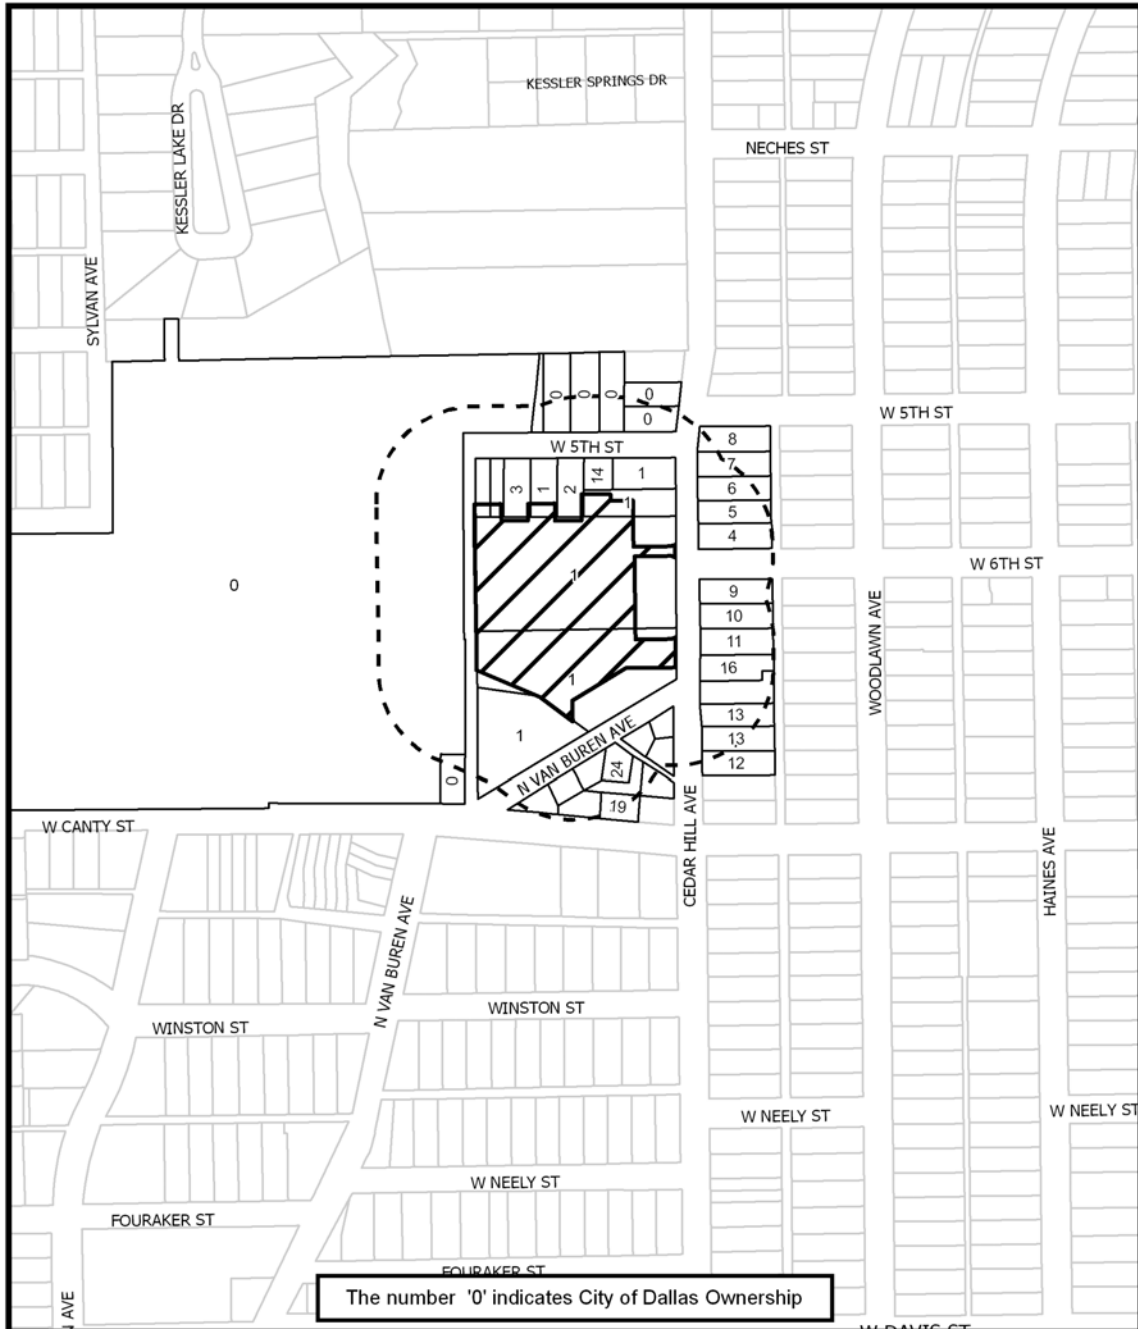 KESSLER SPRINGS DR
KESSLER LAKE DR
NECHES ST
SYLVAN AVE
0
0
0
0
0
W 5TH ST
W 5TH ST
8
7
6
5
4
3
1
2
14
1
1
W 6TH ST
0
1
9
10
11
16
WOODLAWN AVE
1
13
13
12
1
N VAN BUREN AVE
24
0
19
W CANTY ST
CEDAR HILL AVE
HAINES AVE
N VAN BUREN AVE
WINSTON ST
WINSTON ST
W NEELY ST
W NEELY ST
W NEELY ST
FOURAKER ST
FOURAKER ST
The number '0' indicates City of Dallas Ownership
N AVE
W DAVIS ST